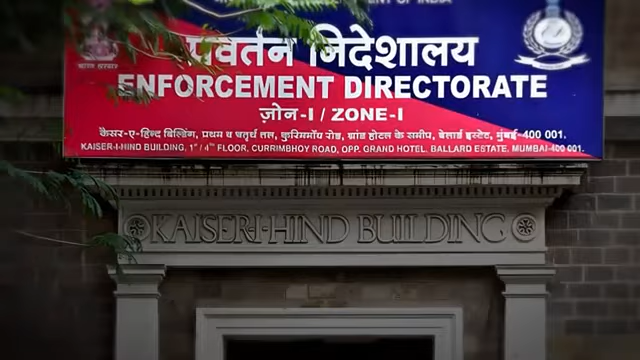 प्रवर्तन निदेशालय
ENFORCEMENT DIRECTORATE
ज़ोन-I / ZONE-I
कैसर-ए-हिन्द बिल्डिंग, प्रथम व चतुर्थ तल, कुरिमभॉय रोड, ग्रांड होटल के समीप, बेलार्ड इस्टेट, मुंबई-400 001.
KAISER-I-HIND BUILDING, 1st / 4th FLOOR, CURRIMBHOY ROAD, OPP. GRAND HOTEL, BALLARD ESTATE, MUMBAI-400 001.
KAISER·I·HIND BUILDING